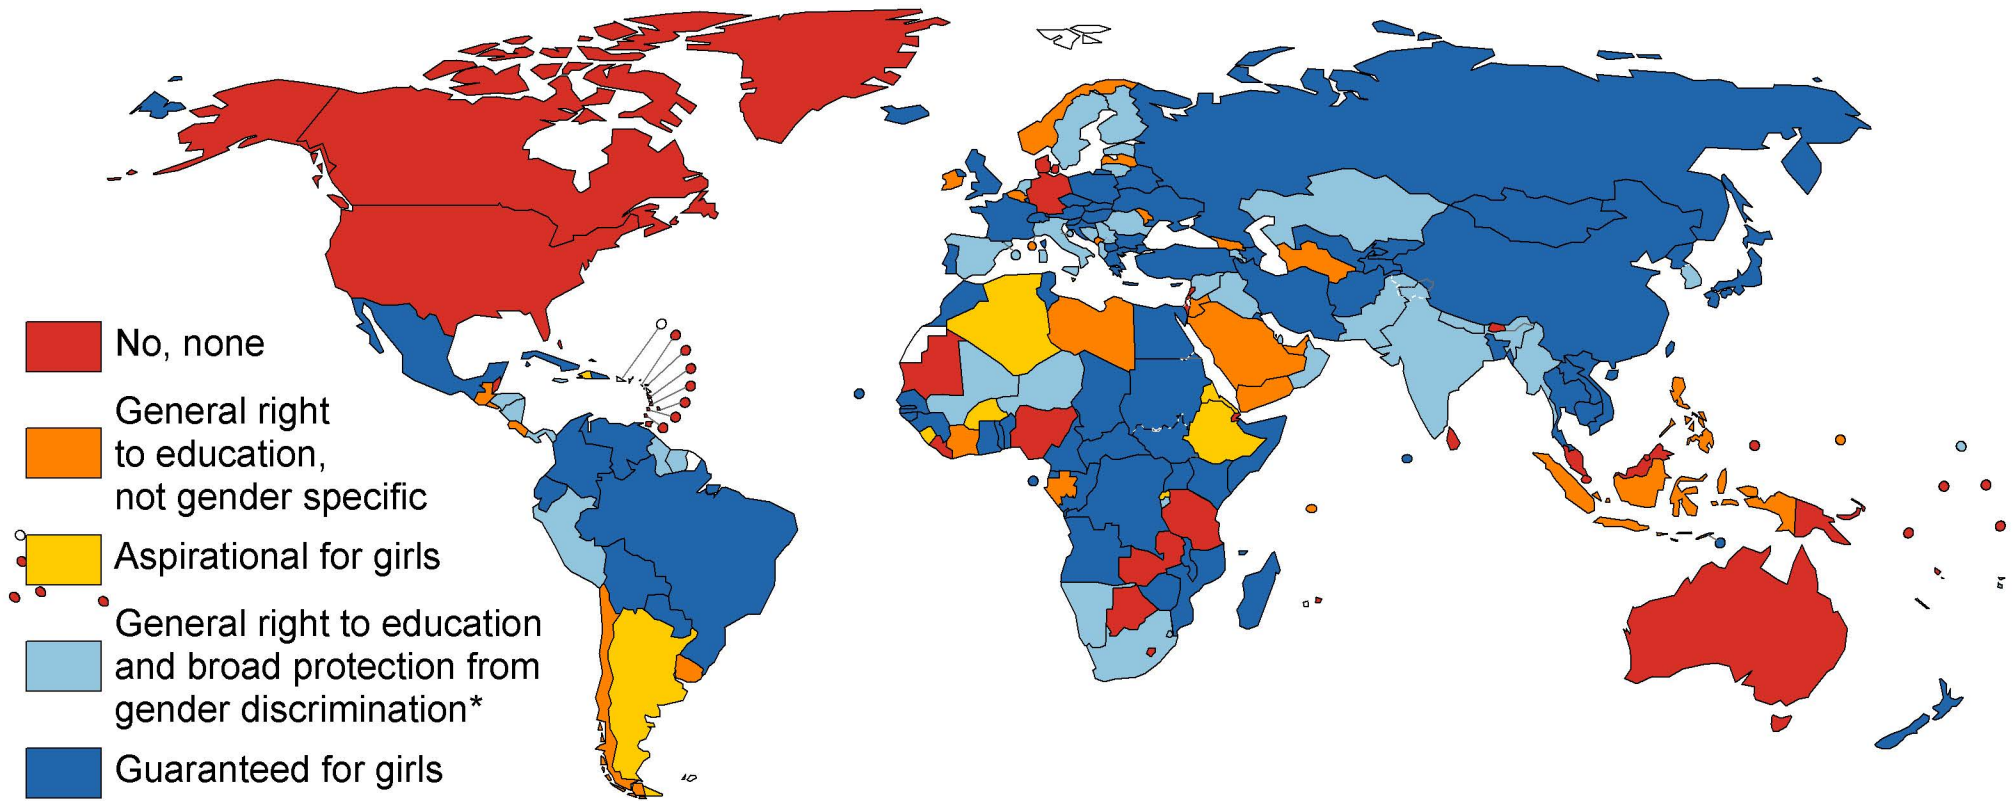 No, none
General right
to education,
not gender specific
Aspirational for girls
General right to education
and broad protection from
gender discrimination*
Guaranteed for girls